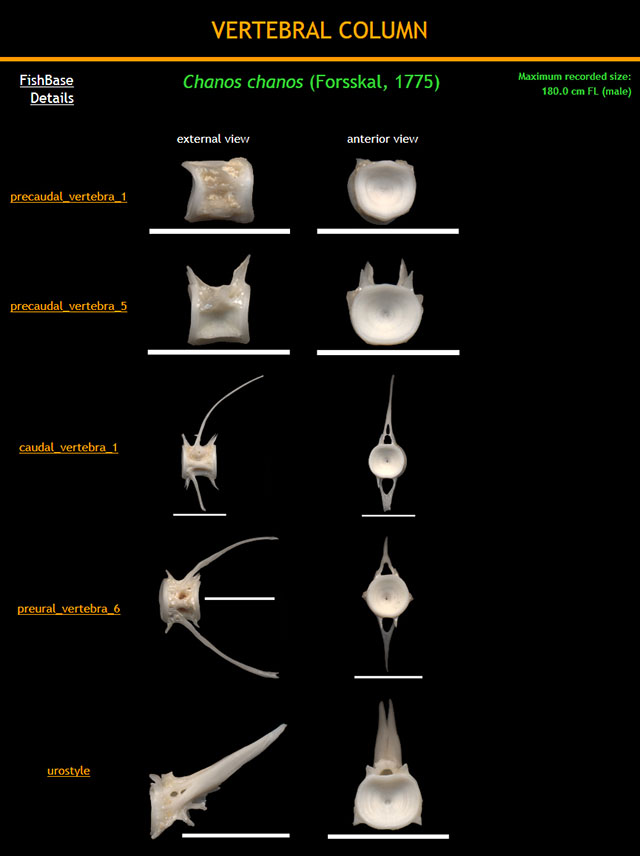 VERTEBRAL COLUMN
FishBase
Details
Chanos chanos (Forsskal, 1775)
Maximum recorded size:
180.0 cm FL (male)
external view
anterior view
precaudal_vertebra_1
precaudal_vertebra_5
caudal_vertebra_1
preural_vertebra_6
urostyle